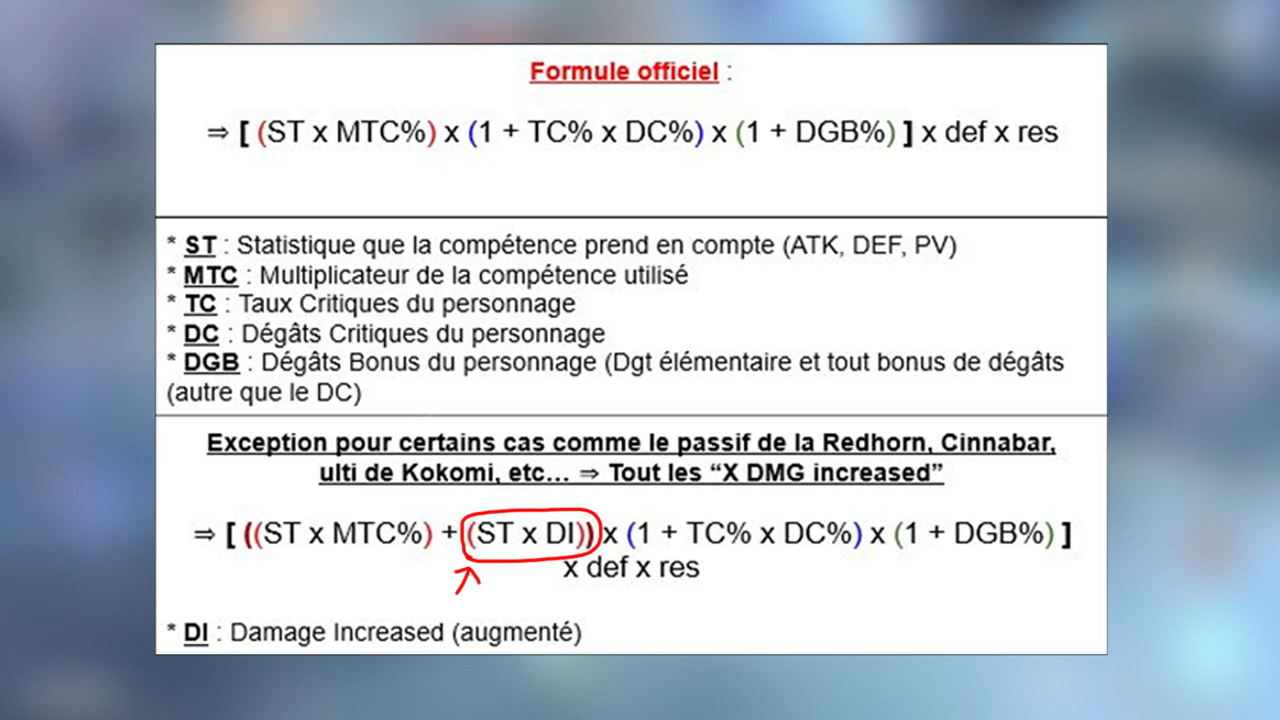 Formule officiel :
⇒ [ (ST x MTC%) x (1 + TC% x DC%) x (1 + DGB%) ] x def x res
* ST : Statistique que la compétence prend en compte (ATK, DEF, PV)
* MTC : Multiplicateur de la compétence utilisé
* TC : Taux Critiques du personnage
* DC : Dégâts Critiques du personnage
* DGB : Dégâts Bonus du personnage (Dgt élémentaire et tout bonus de dégâts
(autre que le DC)
Exception pour certains cas comme le passif de la Redhorn, Cinnabar,
ulti de Kokomi, etc... ⇒ Tout les “X DMG increased”
⇒ [ ((ST x MTC%) + (ST x DI)) x (1 + TC% x DC%) x (1 + DGB%) ]
x def x res
* DI : Damage Increased (augmenté)